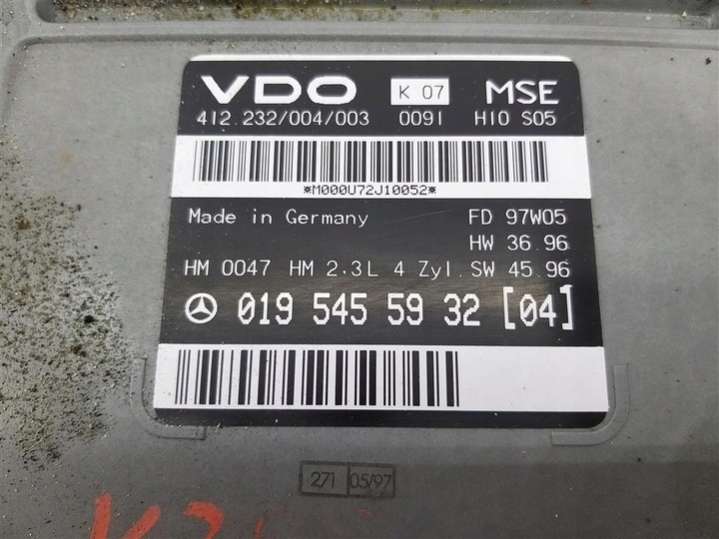 VDO K 07 MSE
412.232/004/003 0091 H10 S05
*M000U72J10052*
Made in Germany FD 97W05
HW 36.96
HM 0047 HM 2.3L 4 Zyl. SW 45.96
019 545 59 32 [04]
271 05/97